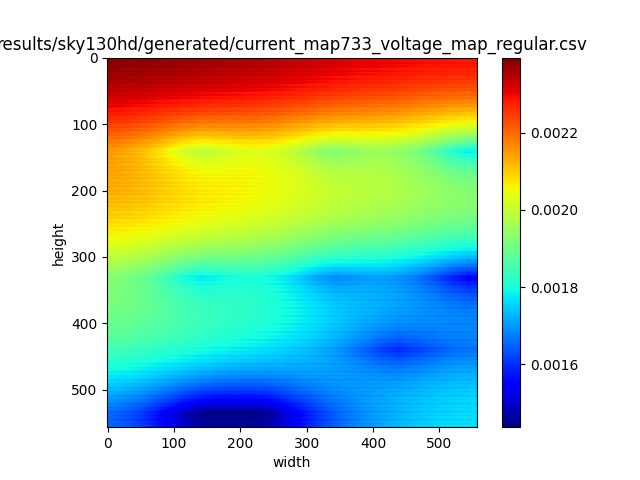 results/sky130hd/generated/current_map733_voltage_map_regular.csv
0
100
200
300
400
500
height
0 100 200 300 400 500
width
0.0022
0.0020
0.0018
0.0016